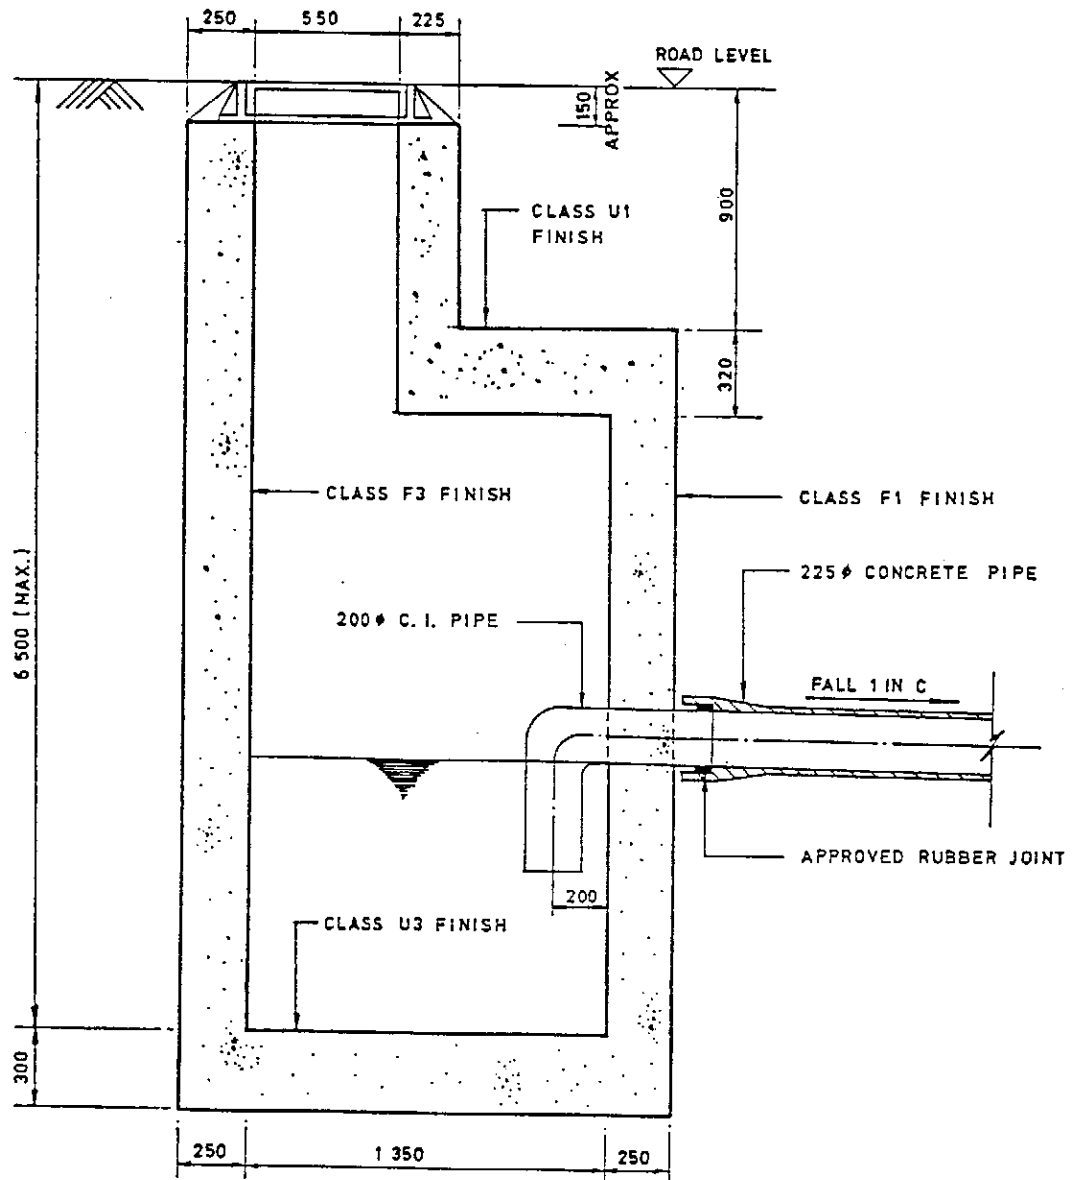 250 550 225
ROAD LEVEL
150
APPROX
900
CLASS U1
FINISH
320
CLASS F3 FINISH
CLASS F1 FINISH
225ϕ CONCRETE PIPE
6 500 (MAX.)
200ϕ C. I. PIPE
FALL 1 IN C
APPROVED RUBBER JOINT
200
CLASS U3 FINISH
300
250 1 350 250